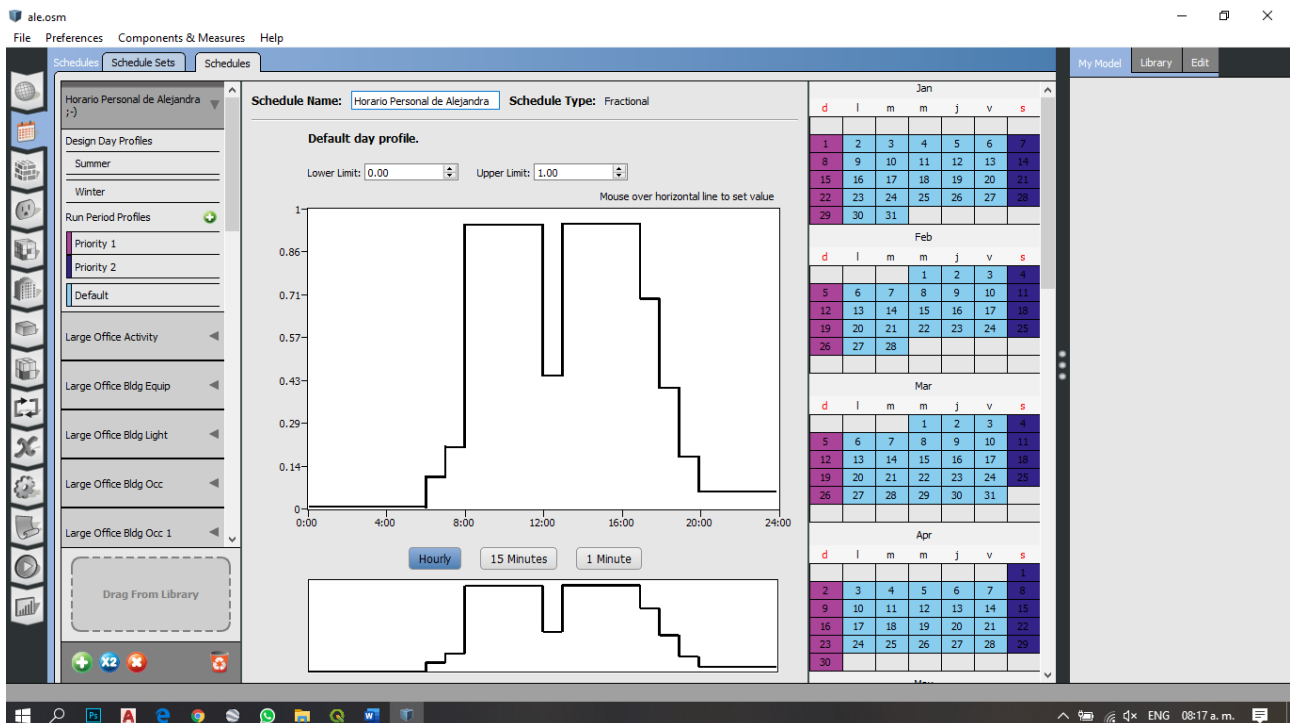 ale.osm
File Preferences Components & Measures Help
Schedules Schedule Sets Schedules
My Model Library Edit
Horario Personal de Alejandra
;-)
Design Day Profiles
Summer
Winter
Run Period Profiles
Priority 1
Priority 2
Default
Large Office Activity
Large Office Bldg Equip
Large Office Bldg Light
Large Office Bldg Occ
Large Office Bldg Occ 1
Drag From Library
X2
Schedule Name: Horario Personal de Alejandra Schedule Type: Fractional
Default day profile.
Lower Limit: 0.00 Upper Limit: 1.00
Mouse over horizontal line to set value
1
0.86
0.71
0.57
0.43
0.29
0.14
0
0:00 4:00 8:00 12:00 16:00 20:00 24:00
Hourly 15 Minutes 1 Minute
Jan
d l m m j v s
1 2 3 4 5 6 7
8 9 10 11 12 13 14
15 16 17 18 19 20 21
22 23 24 25 26 27 28
29 30 31
Feb
d l m m j v s
1 2 3 4
5 6 7 8 9 10 11
12 13 14 15 16 17 18
19 20 21 22 23 24 25
26 27 28
Mar
d l m m j v s
1 2 3 4
5 6 7 8 9 10 11
12 13 14 15 16 17 18
19 20 21 22 23 24 25
26 27 28 29 30 31
Apr
d l m m j v s
1
2 3 4 5 6 7 8
9 10 11 12 13 14 15
16 17 18 19 20 21 22
23 24 25 26 27 28 29
30
Ps A W ENG 08:17 a. m.